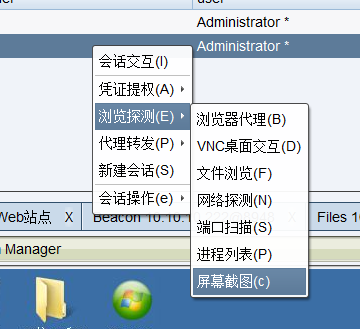 user
Administrator *
Administrator *
会话交互(I)
凭证提权(A)
浏览探测(E)
代理转发(P)
新建会话(S)
会话操作(e)
浏览器代理(B)
VNC桌面交互(D)
文件浏览(F)
网络探测(N)
端口扫描(S)
进程列表(P)
屏幕截图(c)
Web站点 X
Beacon 10.10.1
X
Files 10
Manager